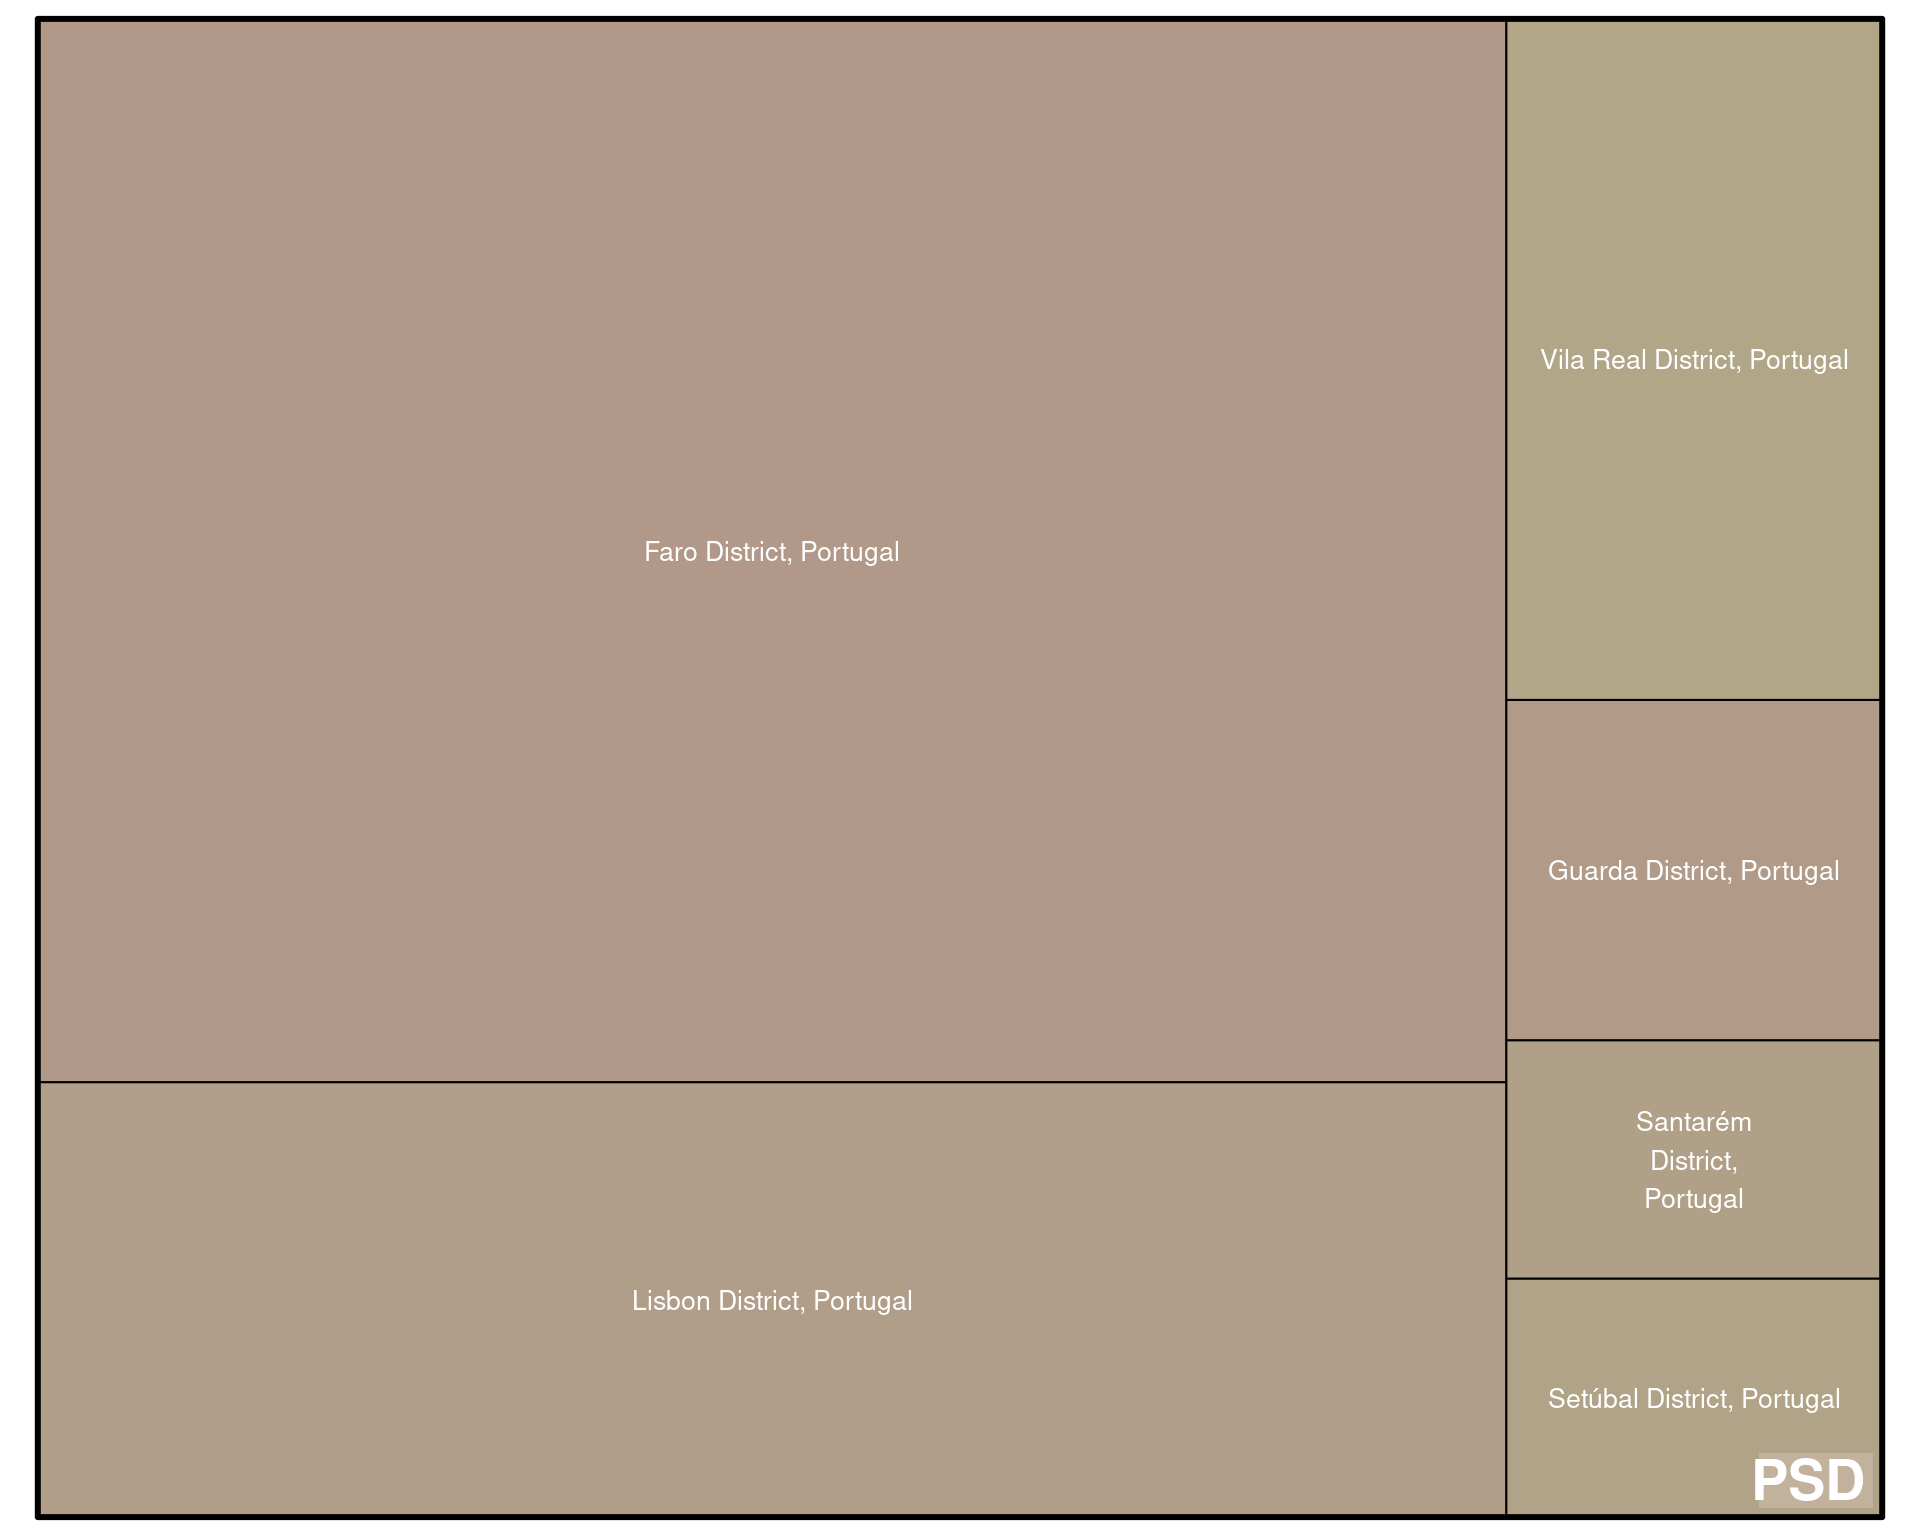 Faro District, Portugal
Lisbon District, Portugal
Vila Real District, Portugal
Guarda District, Portugal
Santarém
District,
Portugal
Setúbal District, Portugal
PSD